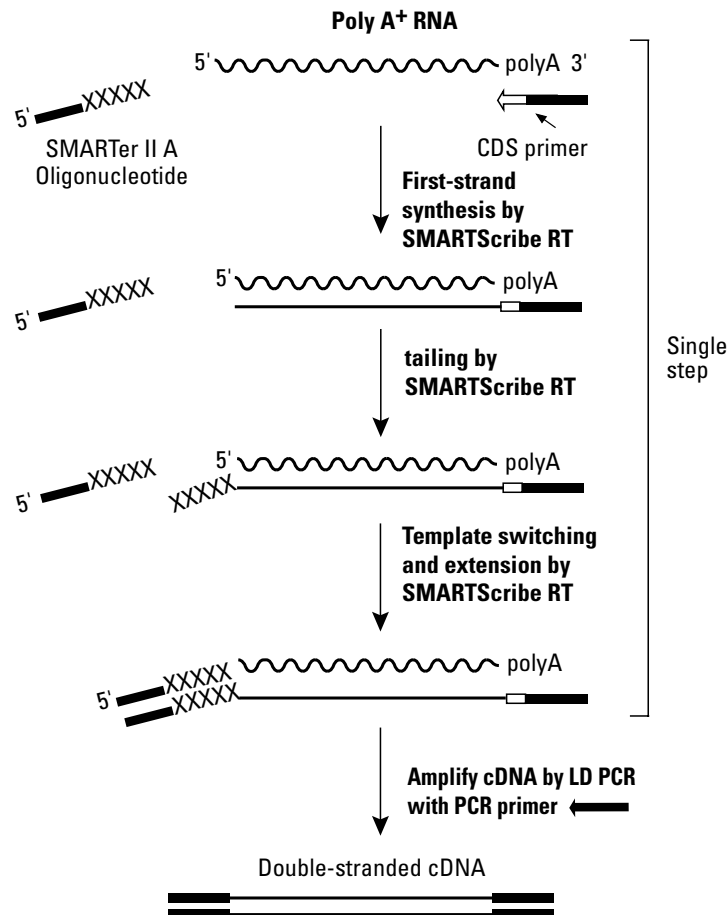 Poly A+ RNA
5' polyA 3'
5' XXXXX
SMARTer II A
Oligonucleotide
CDS primer
First-strand
synthesis by
SMARTScribe RT
5' polyA
5' XXXXX
tailing by
SMARTScribe RT
Single
step
5' polyA
5' XXXXX
XXXXX
Template switching
and extension by
SMARTScribe RT
polyA
5' XXXXX
XXXXX
Amplify cDNA by LD PCR
with PCR primer
Double-stranded cDNA